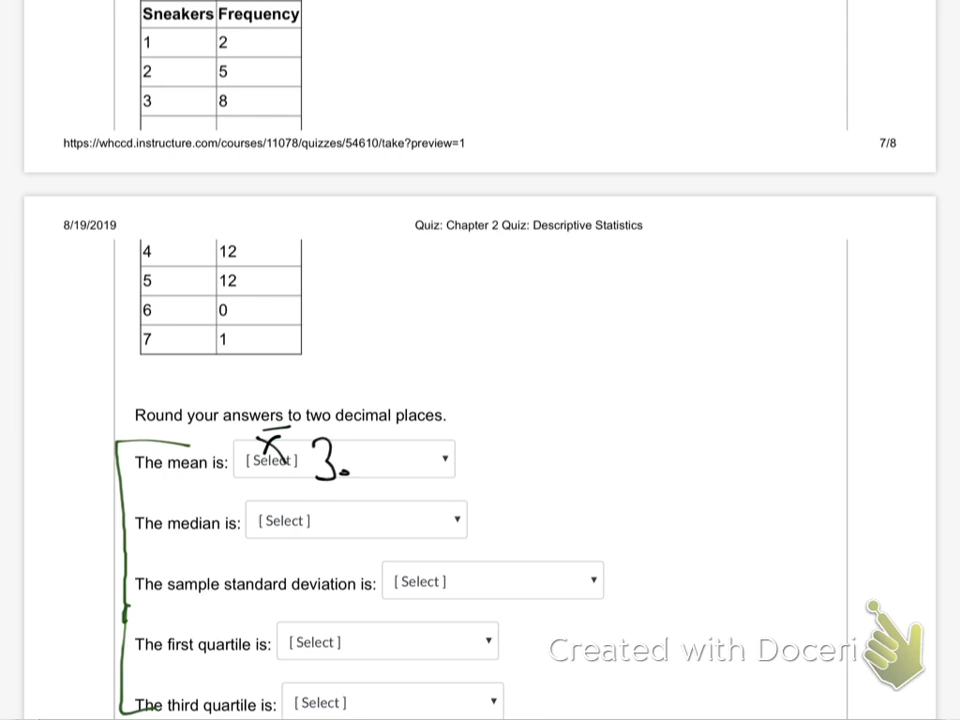 Sneakers Frequency
1 2
2 5
3 8
https://whccd.instructure.com/courses/11078/quizzes/54610/take?preview=1 7/8
8/19/2019 Quiz: Chapter 2 Quiz: Descriptive Statistics
4 12
5 12
6 0
7 1
Round your answers to two decimal places.
The mean is: [ Select ] x̅ 3.
The median is: [ Select ]
The sample standard deviation is: [ Select ]
The first quartile is: [ Select ]
Created with Doceri
The third quartile is: [ Select ]